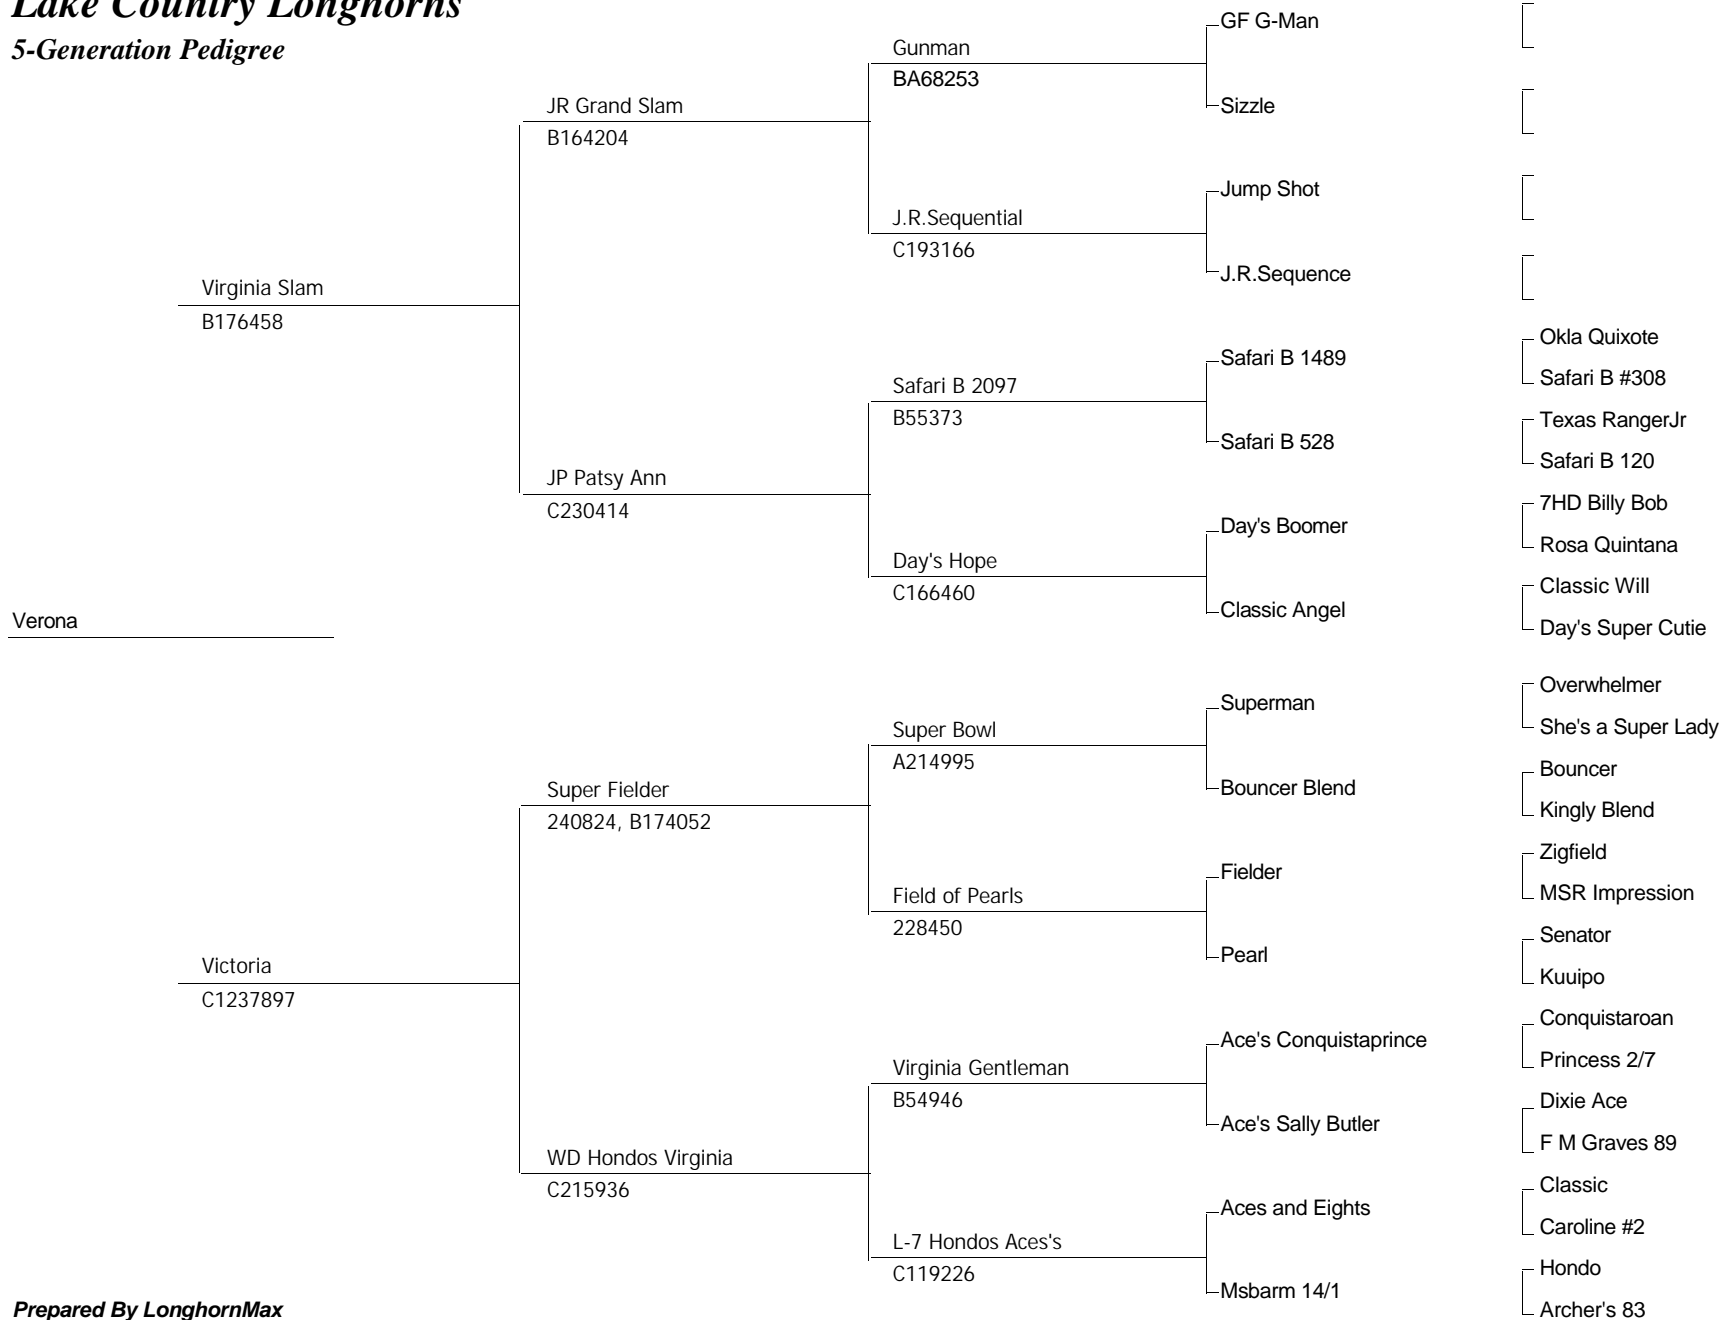 Lake Country Longhorns
5-Generation Pedigree
GF G-Man
Gunman
BA68253
JR Grand Slam
B164204
Sizzle
Jump Shot
J.R.Sequential
C193166
J.R.Sequence
Virginia Slam
B176458
Okla Quixote
Safari B 1489
Safari B #308
Safari B 2097
B55373
Texas RangerJr
Safari B 528
Safari B 120
JP Patsy Ann
C230414
7HD Billy Bob
Day's Boomer
Rosa Quintana
Day's Hope
C166460
Classic Will
Classic Angel
Day's Super Cutie
Verona
Overwhelmer
Superman
She's a Super Lady
Super Bowl
A214995
Bouncer
Bouncer Blend
Kingly Blend
Super Fielder
240824, B174052
Zigfield
Fielder
MSR Impression
Field of Pearls
228450
Senator
Pearl
Kuuipo
Victoria
C1237897
Conquistaroan
Ace's Conquistaprince
Princess 2/7
Virginia Gentleman
B54946
Dixie Ace
Ace's Sally Butler
F M Graves 89
WD Hondos Virginia
C215936
Classic
Aces and Eights
Caroline #2
L-7 Hondos Aces's
C119226
Hondo
Msbarm 14/1
Archer's 83
Prepared By LonghornMax